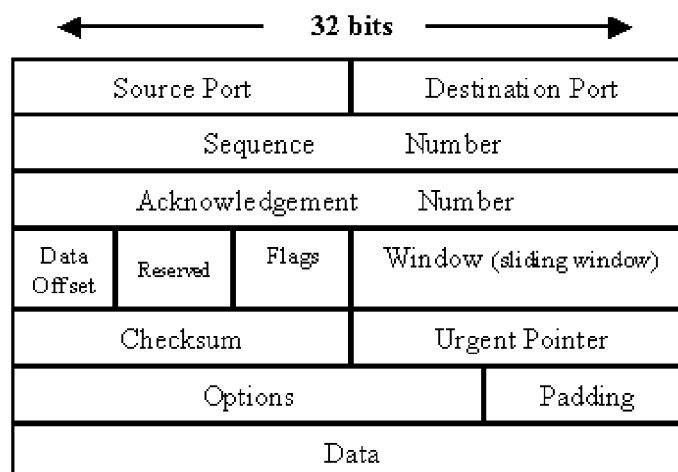 32 bits
Source Port
Destination Port
Sequence Number
Acknowledgement Number
Data
Offset
Reserved
Flags
Window (sliding window)
Checksum
Urgent Pointer
Options
Padding
Data